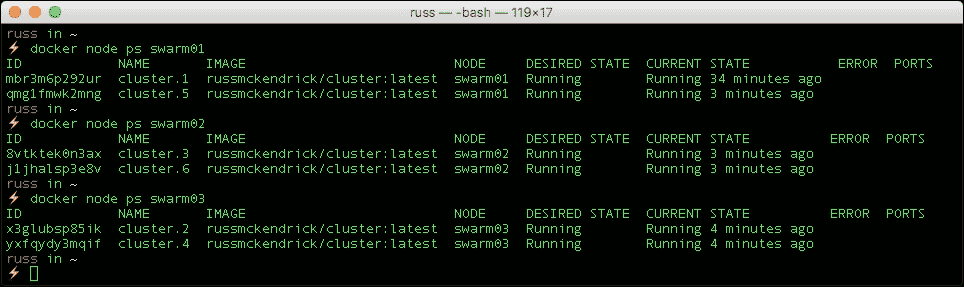 russ — -bash — 119×17
russ in ~
⚡ docker node ps swarm01
ID NAME IMAGE NODE DESIRED STATE CURRENT STATE ERROR PORTS
mbr3m6p292ur cluster.1 russmckendrick/cluster:latest swarm01 Running Running 34 minutes ago
qmg1fmwk2mng cluster.5 russmckendrick/cluster:latest swarm01 Running Running 3 minutes ago
russ in ~
⚡ docker node ps swarm02
ID NAME IMAGE NODE DESIRED STATE CURRENT STATE ERROR PORTS
8vtktek0n3ax cluster.3 russmckendrick/cluster:latest swarm02 Running Running 3 minutes ago
j1jhalsp3e8v cluster.6 russmckendrick/cluster:latest swarm02 Running Running 3 minutes ago
russ in ~
⚡ docker node ps swarm03
ID NAME IMAGE NODE DESIRED STATE CURRENT STATE ERROR PORTS
x3glubsp85ik cluster.2 russmckendrick/cluster:latest swarm03 Running Running 4 minutes ago
yxfqydy3mqif cluster.4 russmckendrick/cluster:latest swarm03 Running Running 4 minutes ago
russ in ~
⚡